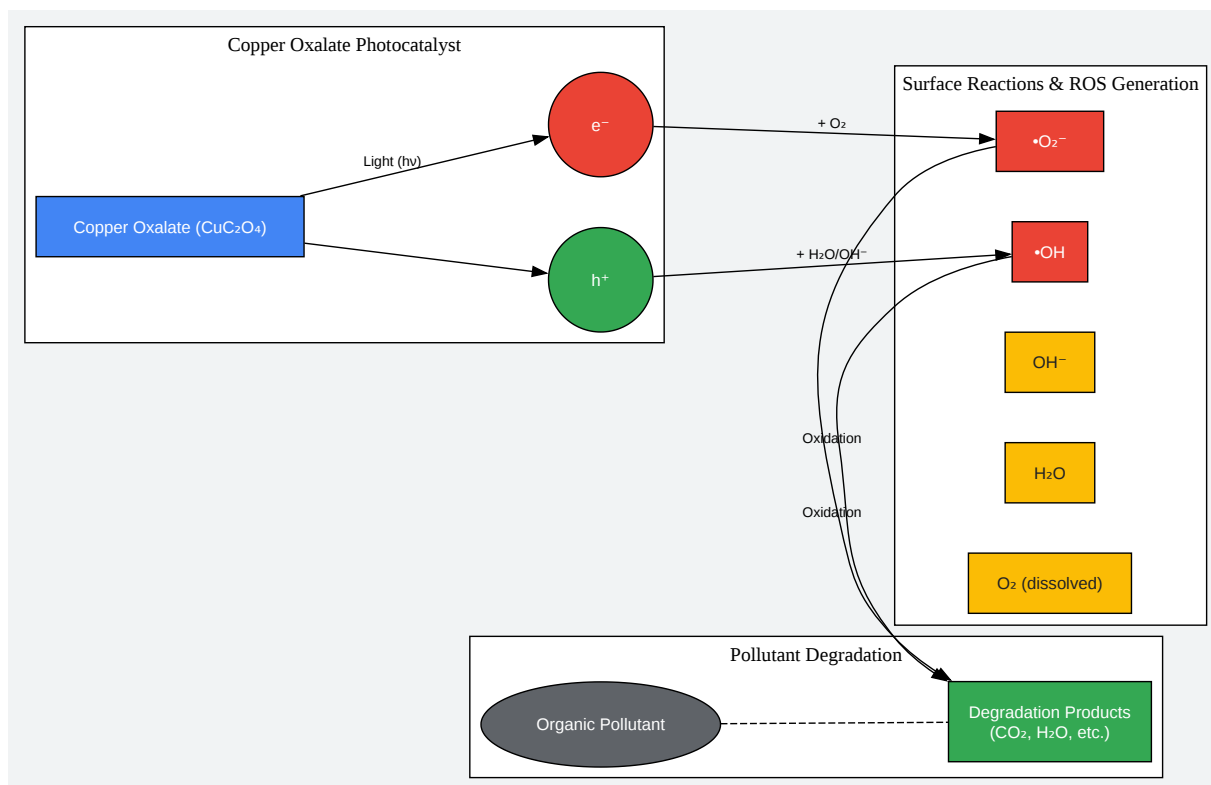 Copper Oxalate Photocatalyst
Surface Reactions & ROS Generation
e⁻
+ O₂
•O₂⁻
Light (hν)
Copper Oxalate (CuC₂O₄)
+ H₂O/OH⁻
•OH
h⁺
OH⁻
Oxidation
H₂O
Oxidation
O₂ (dissolved)
Pollutant Degradation
Organic Pollutant
Degradation Products
(CO₂, H₂O, etc.)